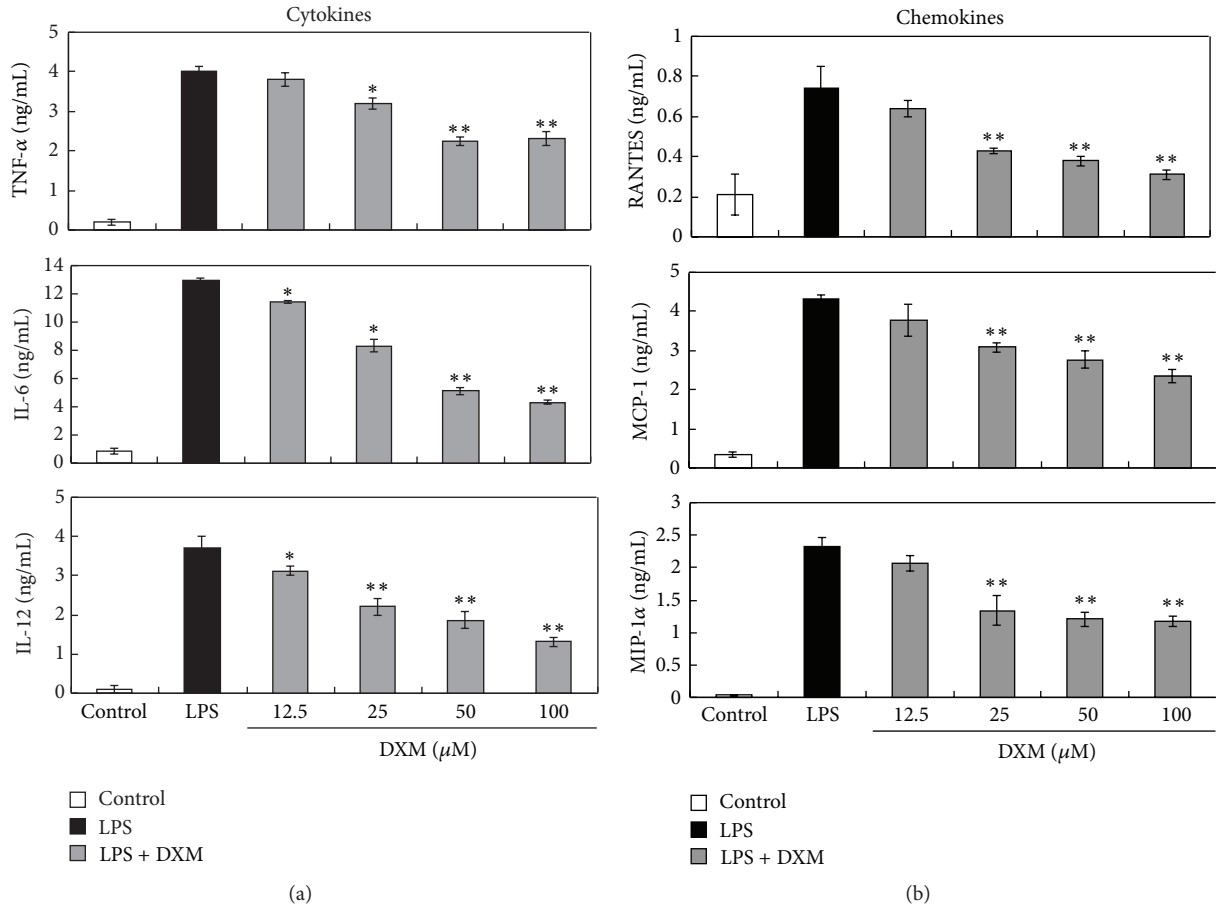 Cytokines
TNF-α (ng/mL)
5
4
3
2
1
0
*
**
**
IL-6 (ng/mL)
14
12
10
8
6
4
2
0
*
*
**
**
IL-12 (ng/mL)
5
4
3
2
1
0
*
**
**
**
Control LPS 12.5 25 50 100
DXM (μM)
Control
LPS
LPS + DXM
(a)
Chemokines
RANTES (ng/mL)
1
0.8
0.6
0.4
0.2
0
**
**
**
MCP-1 (ng/mL)
5
4
3
2
1
0
**
**
**
MIP-1α (ng/mL)
3
2.5
2
1.5
1
0.5
0
**
**
**
Control LPS 12.5 25 50 100
DXM (μM)
Control
LPS
LPS + DXM
(b)